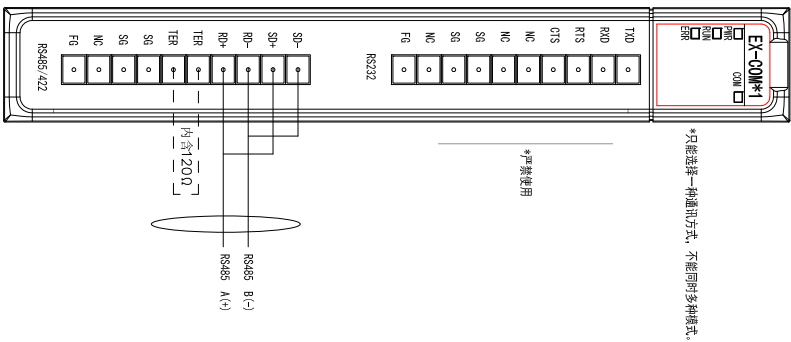 EX-COM*1
PWR
RUN
ERR
COM
TXD
RXD
RTS
CTS
NC
NC
SG
SG
NC
FG
RS232
SD-
SD+
RD-
RD+
TER
TER
SG
SG
NC
FG
RS485/422
内含120Ω
*严禁使用
RS485 B(-)
RS485 A(+)
*只能选择一种通讯方式，不能同时多种模式。